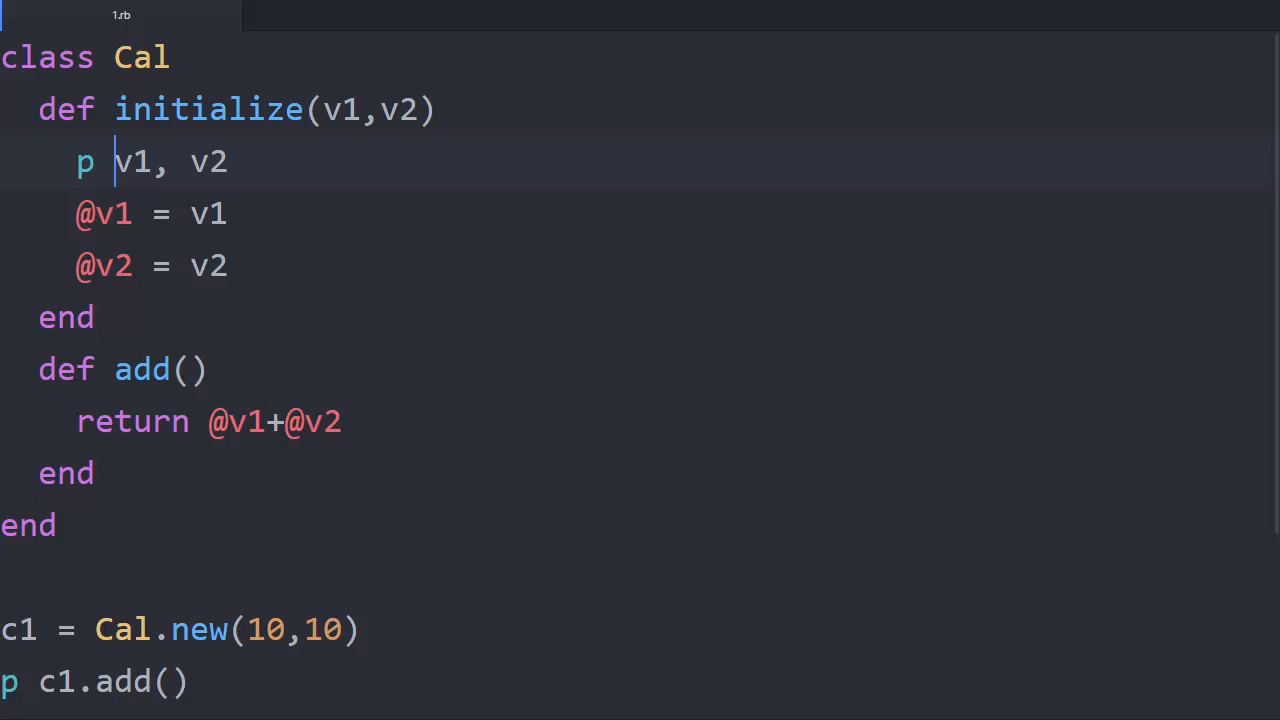 1.rb
class Cal
  def initialize(v1,v2)
    p v1, v2
    @v1 = v1
    @v2 = v2
  end
  def add()
    return @v1+@v2
  end
end
c1 = Cal.new(10,10)
p c1.add()